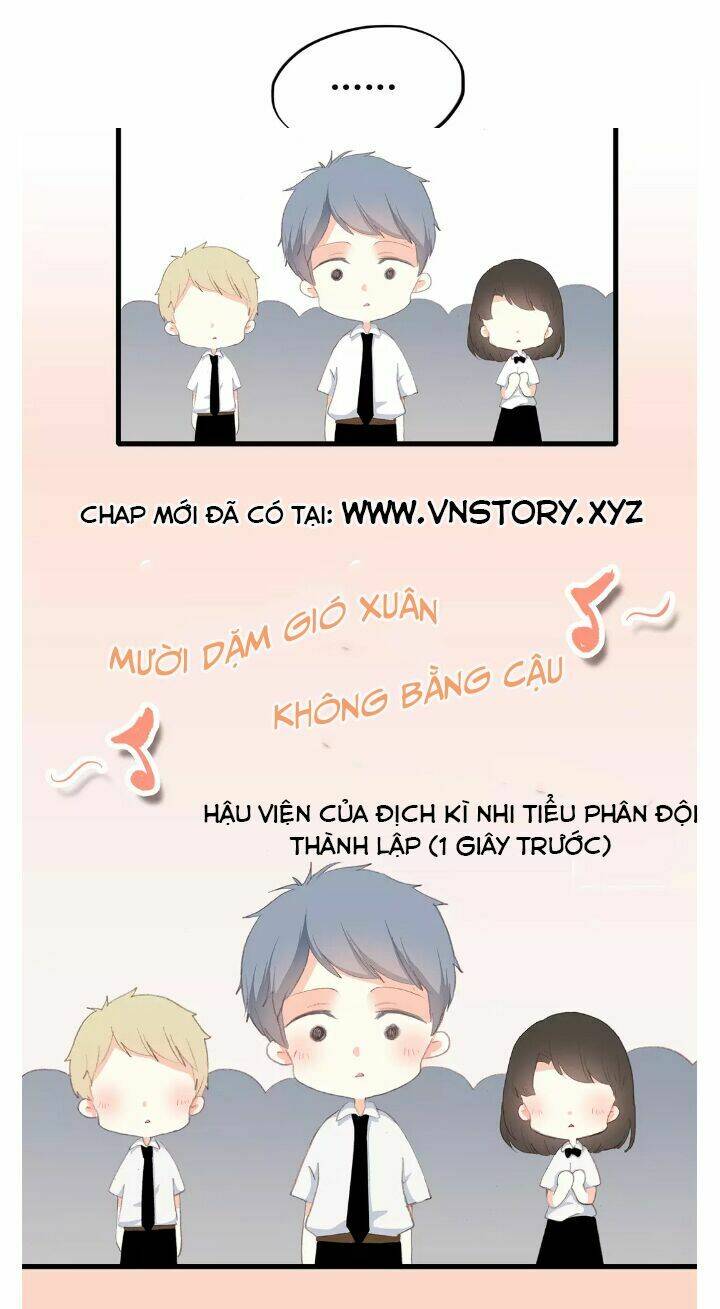 ......
CHAP MỚI ĐÃ CÓ TẠI: WWW.VNSTORY.XYZ
MƯỜI DẶM GIÓ XUÂN
KHÔNG BẰNG CẬU
HẬU VIỆN CỦA ĐỊCH KÌ NHI TIỂU PHÂN ĐỘI
THÀNH LẬP (1 GIÂY TRƯỚC)